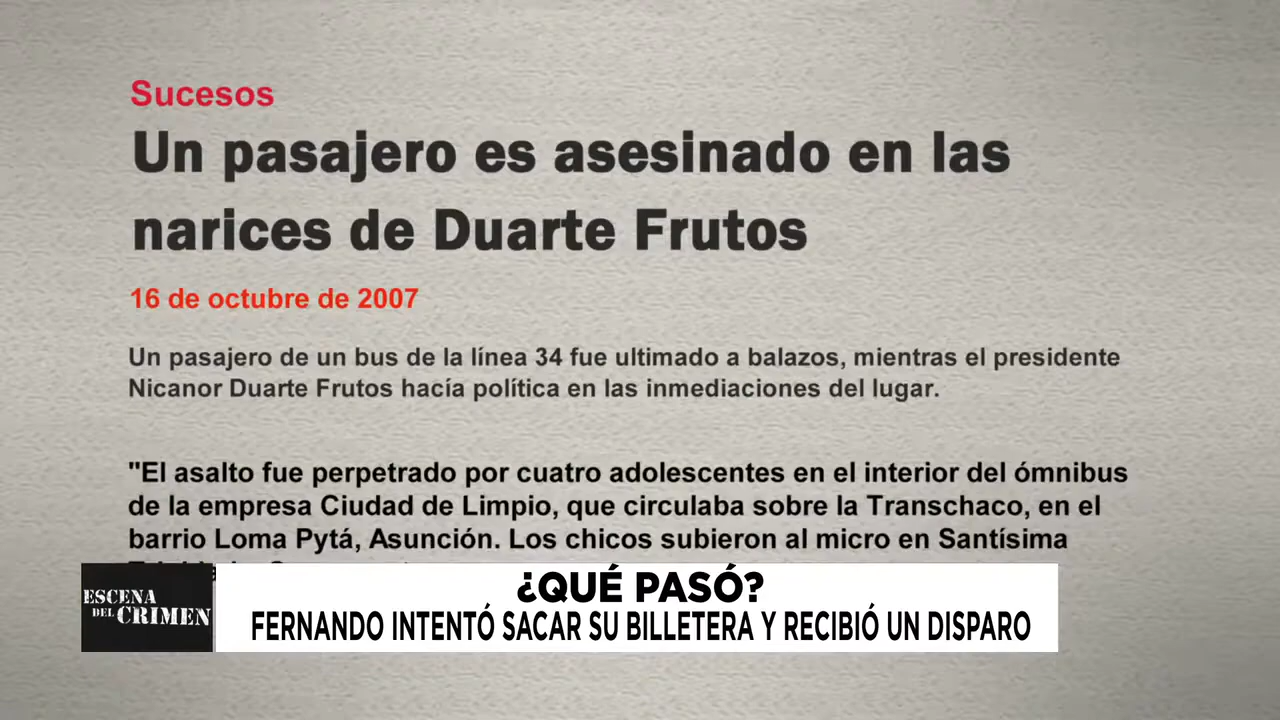 Sucesos
Un pasajero es asesinado en las
narices de Duarte Frutos
16 de octubre de 2007
Un pasajero de un bus de la línea 34 fue ultimado a balazos, mientras el presidente
Nicanor Duarte Frutos hacía política en las inmediaciones del lugar.
"El asalto fue perpetrado por cuatro adolescentes en el interior del ómnibus
de la empresa Ciudad de Limpio, que circulaba sobre la Transchaco, en el
barrio Loma Pytá, Asunción. Los chicos subieron al micro en Santísima
ESCENA
DEL CRIMEN
¿QUÉ PASÓ?
FERNANDO INTENTÓ SACAR SU BILLETERA Y RECIBIÓ UN DISPARO